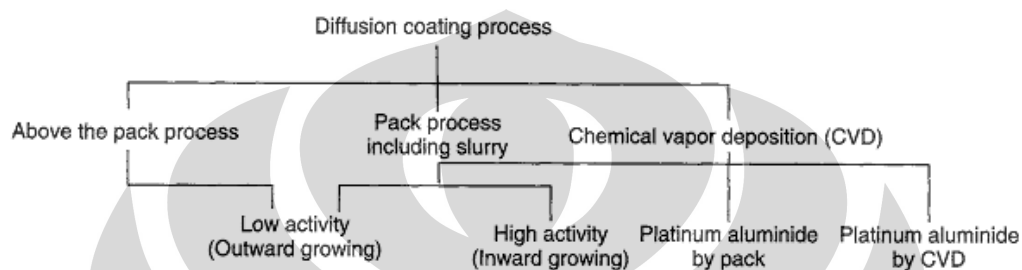 Diffusion coating process
Above the pack process
Pack process
including slurry
Chemical vapor deposition (CVD)
Low activity
(Outward growing)
High activity
(Inward growing)
Platinum aluminide
by pack
Platinum aluminide
by CVD